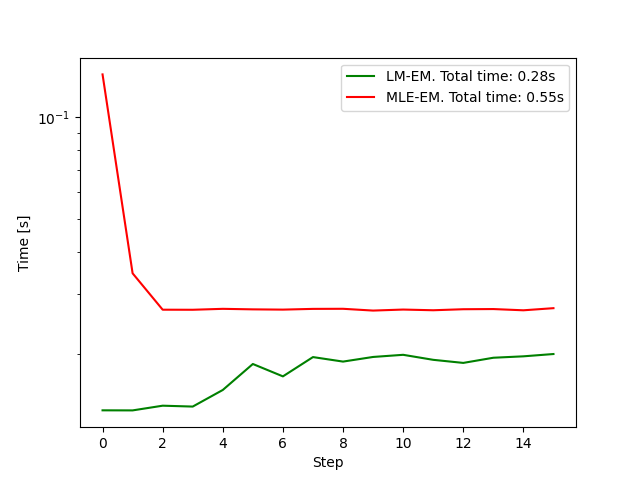 LM-EM. Total time: 0.28s
MLE-EM. Total time: 0.55s
10⁻¹
Time [s]
0 2 4 6 8 10 12 14
Step